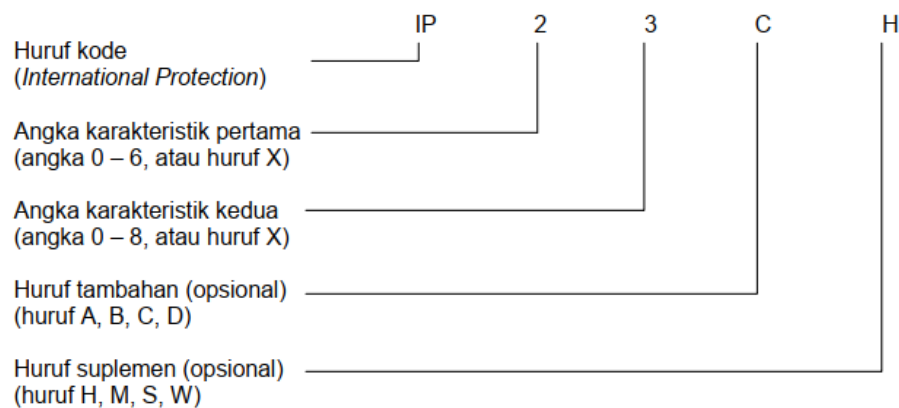 IP 2 3 C H
Huruf kode
(International Protection)
Angka karakteristik pertama
(angka 0 – 6, atau huruf X)
Angka karakteristik kedua
(angka 0 – 8, atau huruf X)
Huruf tambahan (opsional)
(huruf A, B, C, D)
Huruf suplemen (opsional)
(huruf H, M, S, W)